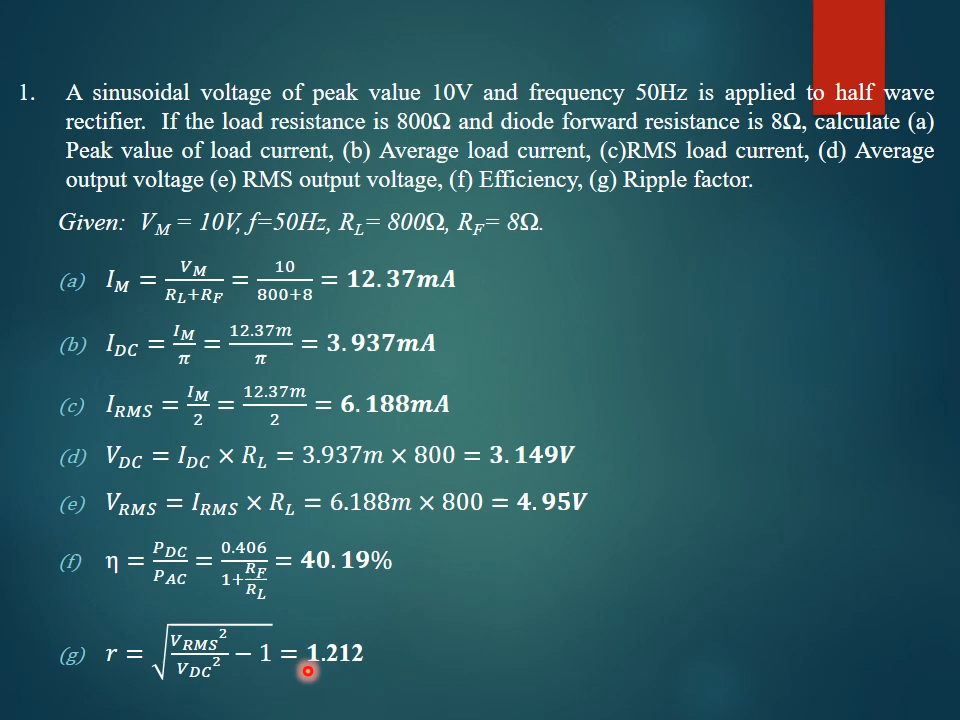 1. A sinusoidal voltage of peak value 10V and frequency 50Hz is applied to half wave
rectifier. If the load resistance is 800Ω and diode forward resistance is 8Ω, calculate (a)
Peak value of load current, (b) Average load current, (c)RMS load current, (d) Average
output voltage (e) RMS output voltage, (f) Efficiency, (g) Ripple factor.
Given: V_M = 10V, f=50Hz, R_L= 800Ω, R_F= 8Ω.
(a) I_M = V_M/(R_L+R_F) = 10/(800+8) = 12.37mA
(b) I_DC = I_M/π = 12.37m/π = 3.937mA
(c) I_RMS = I_M/2 = 12.37m/2 = 6.188mA
(d) V_DC = I_DC × R_L = 3.937m × 800 = 3.149V
(e) V_RMS = I_RMS × R_L = 6.188m × 800 = 4.95V
(f) η = P_DC/P_AC = 0.406/(1+R_F/R_L) = 40.19%
(g) r = √(V_RMS²/V_DC² − 1) = 1.212